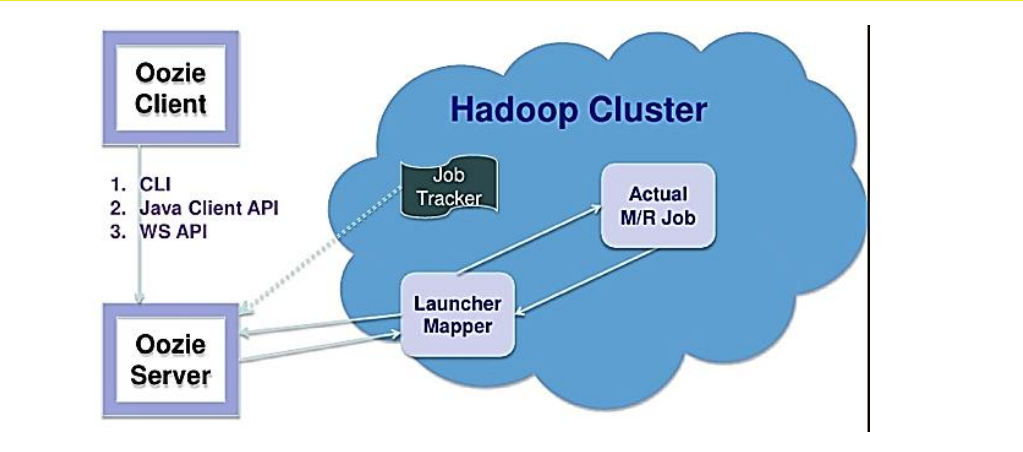 Oozie
Client
Hadoop Cluster
1. CLI
2. Java Client API
3. WS API
Job
Tracker
Actual
M/R Job
Launcher
Mapper
Oozie
Server